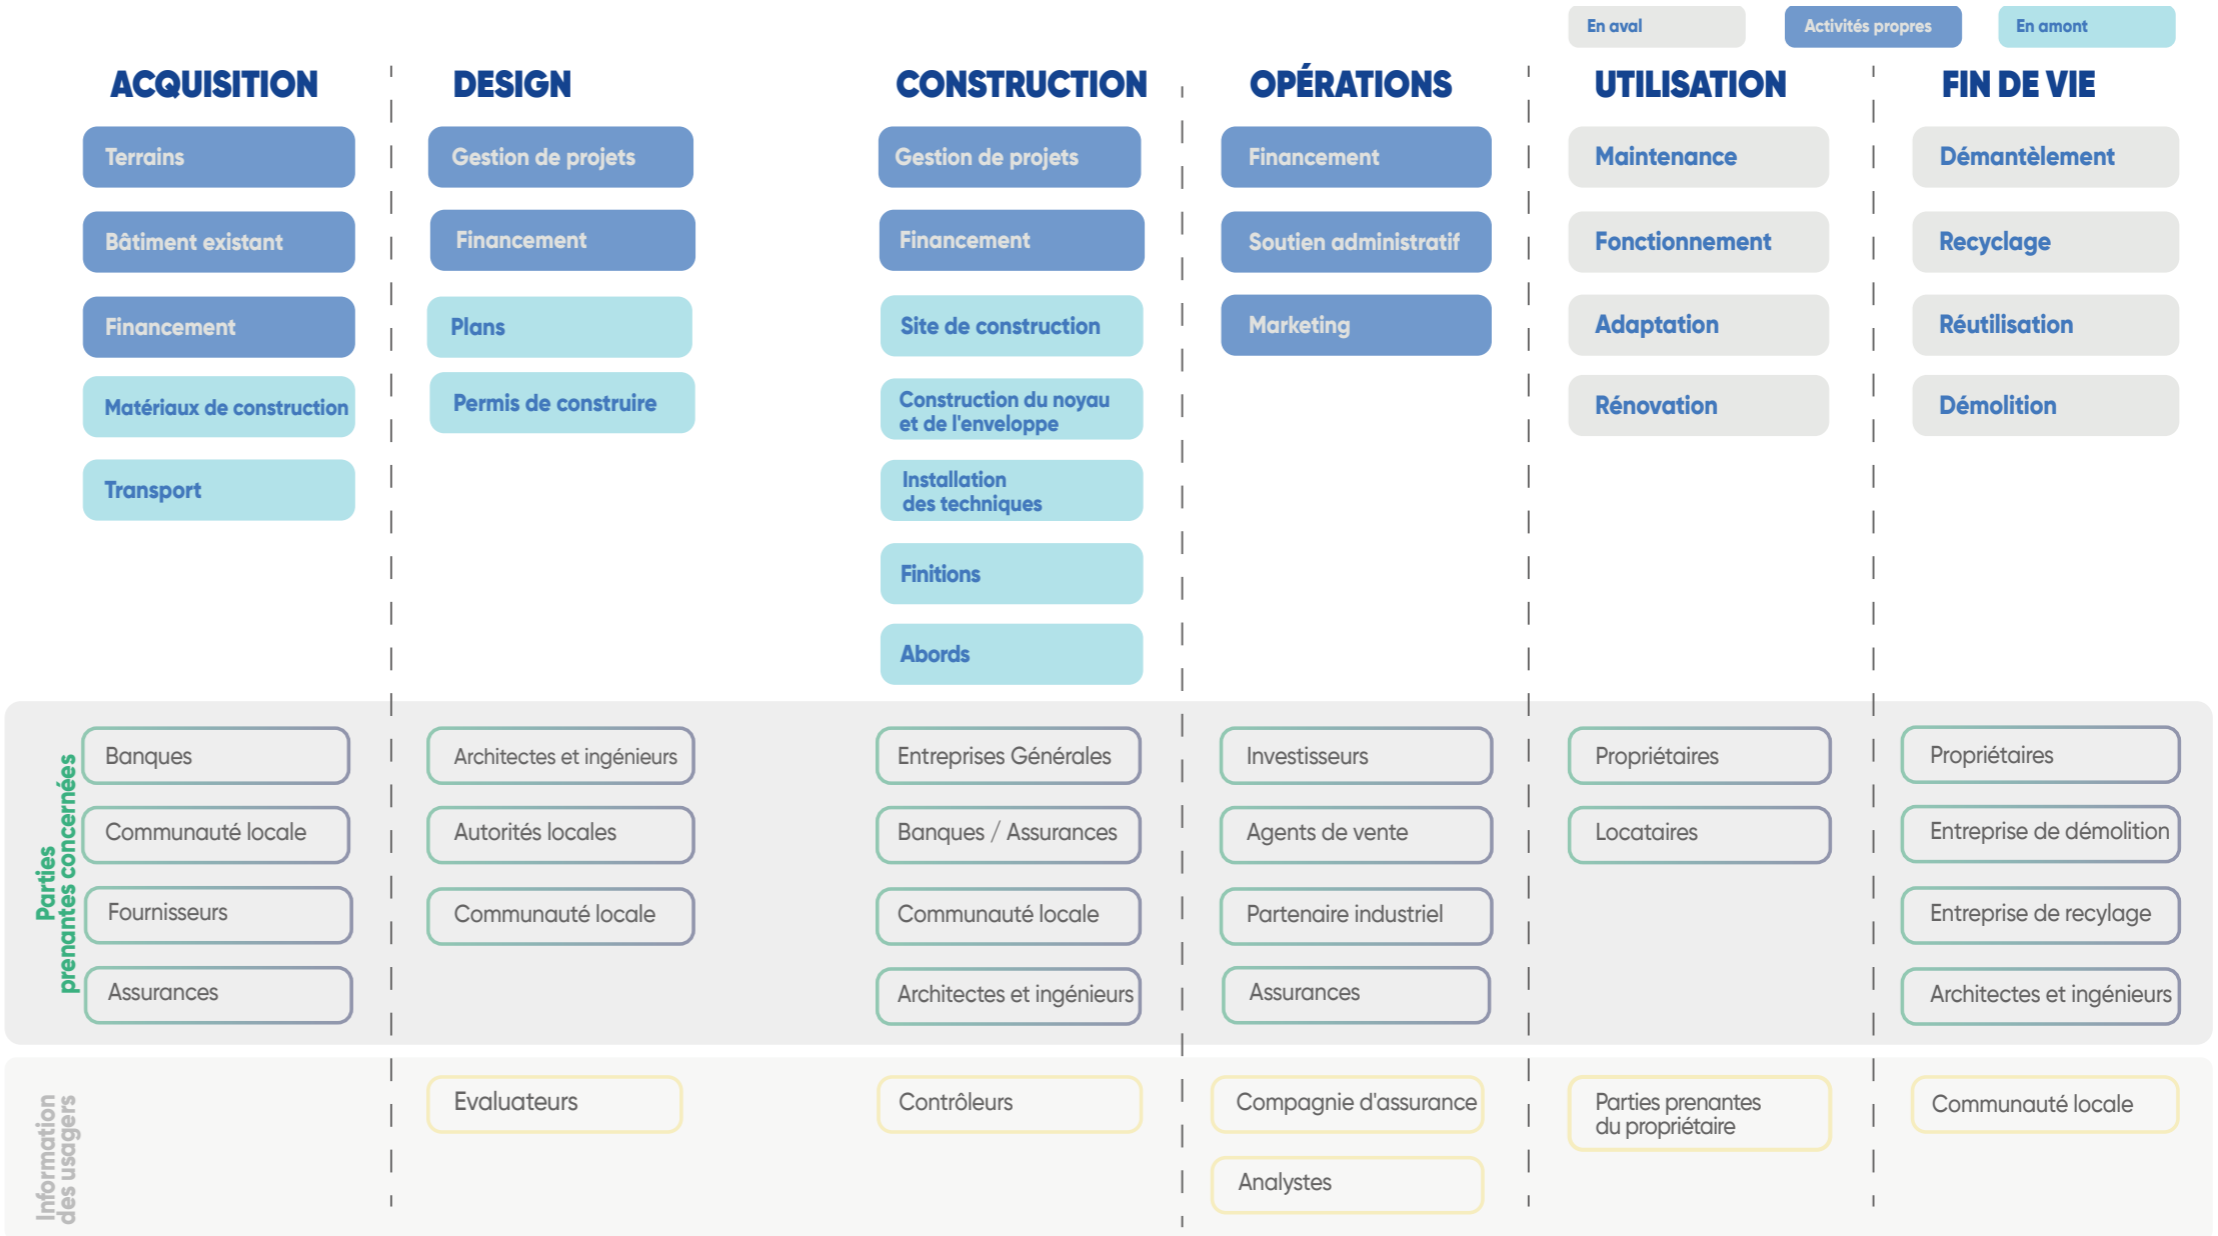 En aval
Activités propres
En amont
ACQUISITION
Terrains
Bâtiment existant
Financement
Matériaux de construction
Transport
DESIGN
Gestion de projets
Financement
Plans
Permis de construire
CONSTRUCTION
Gestion de projets
Financement
Site de construction
Construction du noyau
et de l'enveloppe
Installation
des techniques
Finitions
Abords
OPÉRATIONS
Financement
Soutien administratif
Marketing
UTILISATION
Maintenance
Fonctionnement
Adaptation
Rénovation
FIN DE VIE
Démantèlement
Recyclage
Réutilisation
Démolition
Parties
prenantes concernées
Banques
Communauté locale
Fournisseurs
Assurances
Architectes et ingénieurs
Autorités locales
Communauté locale
Entreprises Générales
Banques / Assurances
Communauté locale
Architectes et ingénieurs
Investisseurs
Agents de vente
Partenaire industriel
Assurances
Propriétaires
Locataires
Propriétaires
Entreprise de démolition
Entreprise de recylage
Architectes et ingénieurs
Information
des usagers
Evaluateurs
Contrôleurs
Compagnie d'assurance
Analystes
Parties prenantes
du propriétaire
Communauté locale